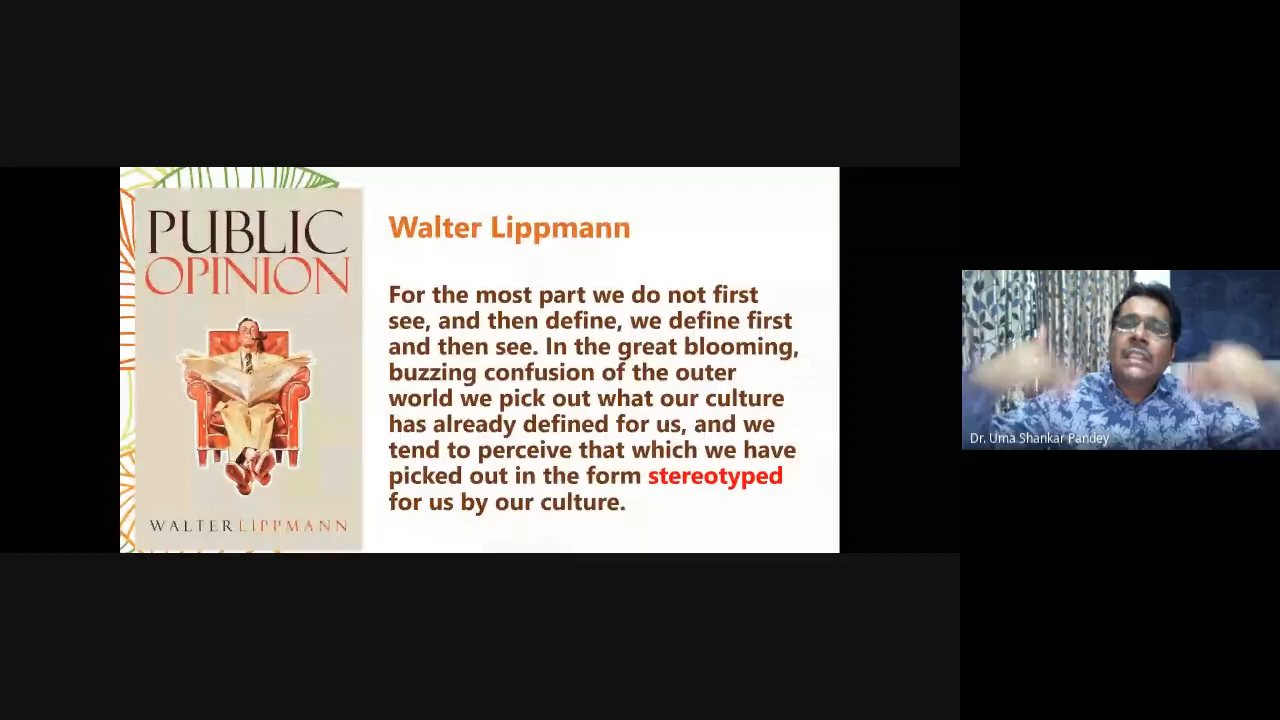 PUBLIC
OPINION
WALTER LIPPMANN
Walter Lippmann
For the most part we do not first
see, and then define, we define first
and then see. In the great blooming,
buzzing confusion of the outer
world we pick out what our culture
has already defined for us, and we
tend to perceive that which we have
picked out in the form stereotyped
for us by our culture.
Dr. Uma Shankar Pandey